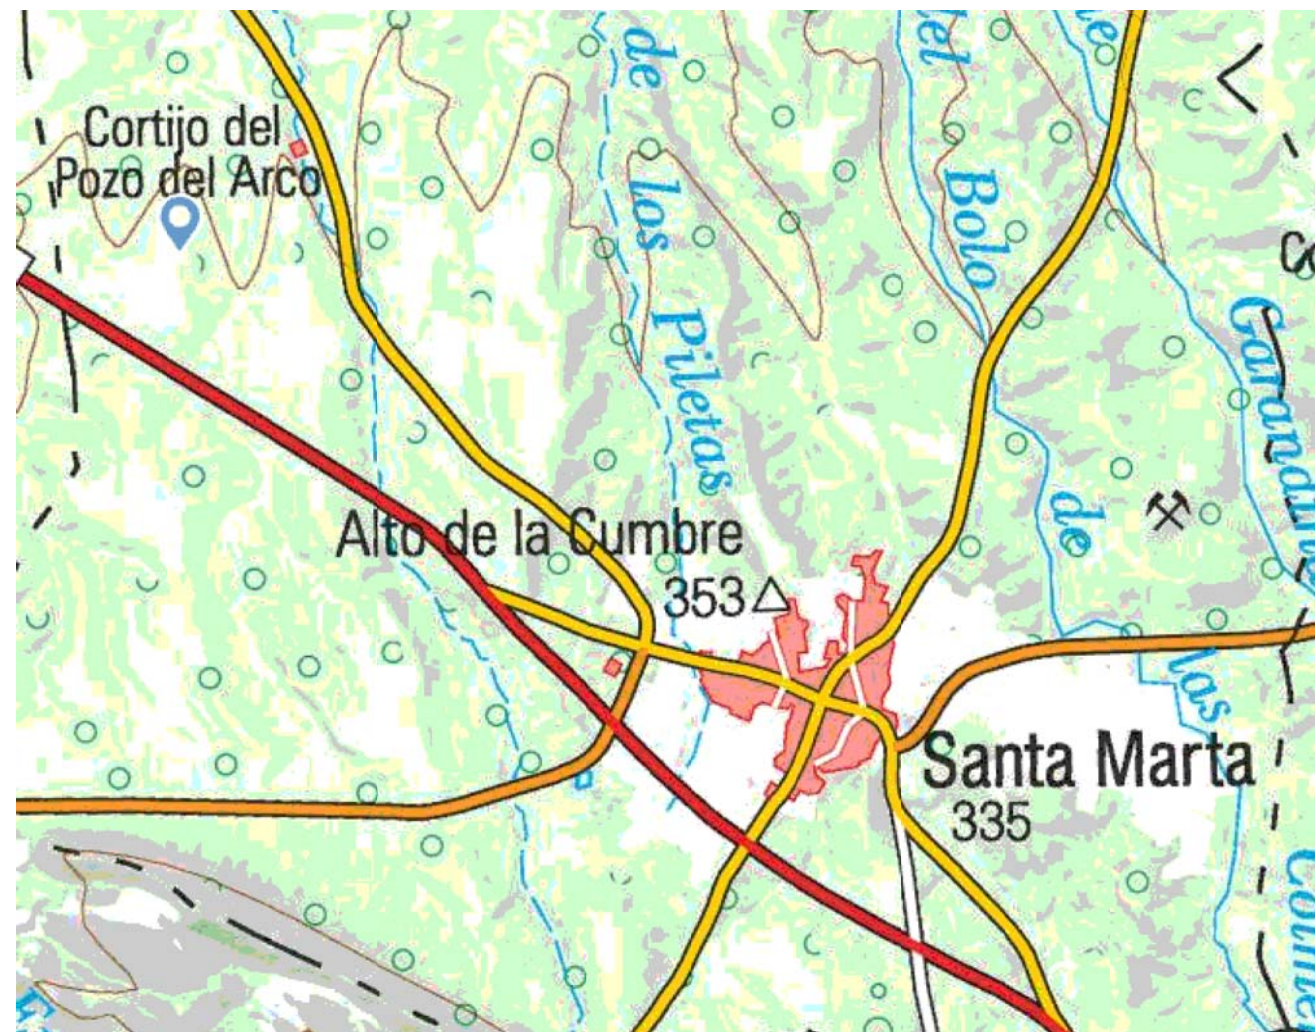 Cortijo del
Pozo del Arco
de
los
Piletas
del
Bolo
de
las
Alto de la Cumbre
353
Santa Marta
335